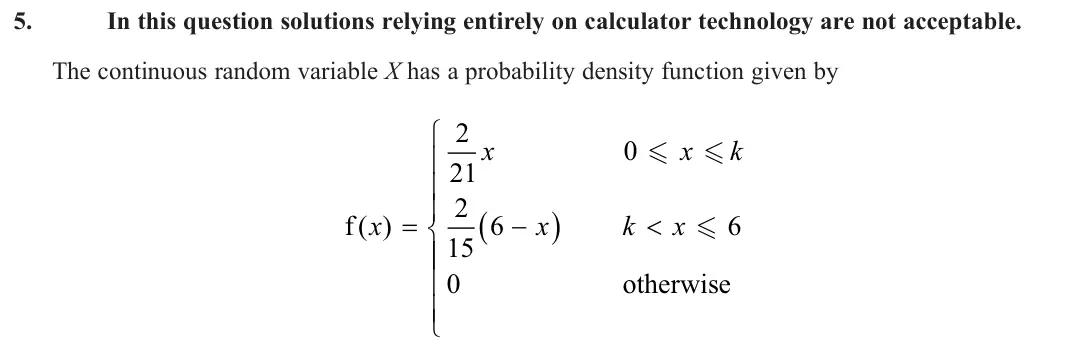 5. In this question solutions relying entirely on calculator technology are not acceptable.
The continuous random variable X has a probability density function given by
f(x) = { 2/21 x    0 ⩽ x ⩽ k
2/15 (6 − x)    k < x ⩽ 6
0    otherwise